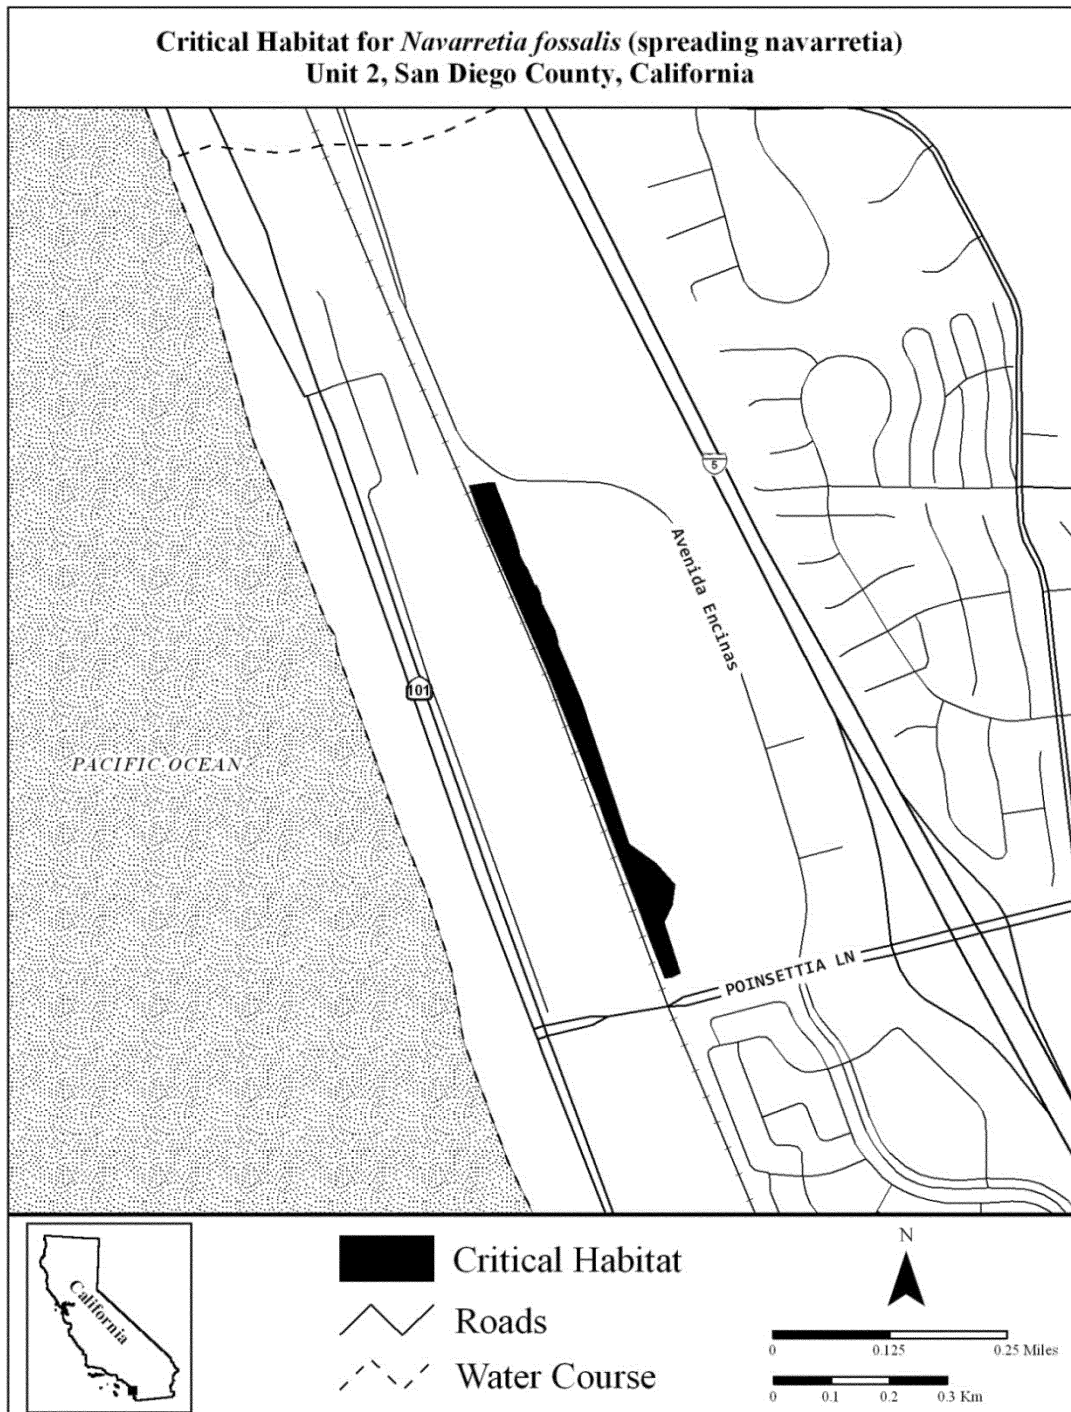 Critical Habitat for Navarretia fossalis (spreading navarretia)
Unit 2, San Diego County, California
5
Avenida Encinas
101
PACIFIC OCEAN
POINSETTIA LN
California
Critical Habitat
Roads
Water Course
N
0 0.125 0.25 Miles
0 0.1 0.2 0.3 Km